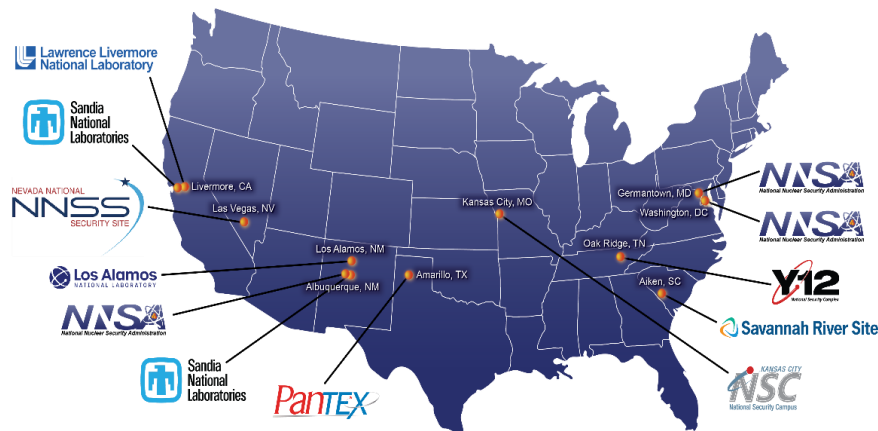 Lawrence Livermore
National Laboratory
Sandia
National
Laboratories
NEVADA NATIONAL
NNSS
SECURITY SITE
Los Alamos
NATIONAL LABORATORY
NNSA
National Nuclear Security Administration
Sandia
National
Laboratories
PANTEX
Livermore, CA
Las Vegas, NV
Los Alamos, NM
Albuquerque, NM
Amarillo, TX
Kansas City, MO
Germantown, MD
Washington, DC
Oak Ridge, TN
Aiken, SC
NNSA
National Nuclear Security Administration
NNSA
National Nuclear Security Administration
Y-12
National Security Complex
Savannah River Site
KANSAS CITY
NSC
National Security Campus